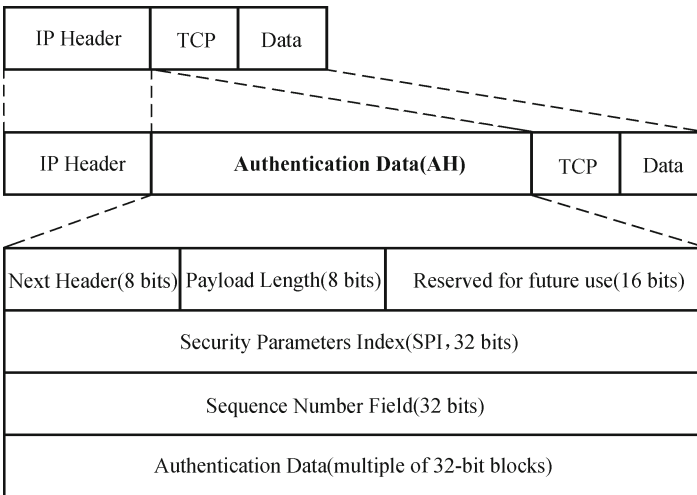 IP Header
TCP
Data
IP Header
Authentication Data(AH)
TCP
Data
Next Header(8 bits)
Payload Length(8 bits)
Reserved for future use(16 bits)
Security Parameters Index(SPI，32 bits)
Sequence Number Field(32 bits)
Authentication Data(multiple of 32-bit blocks)